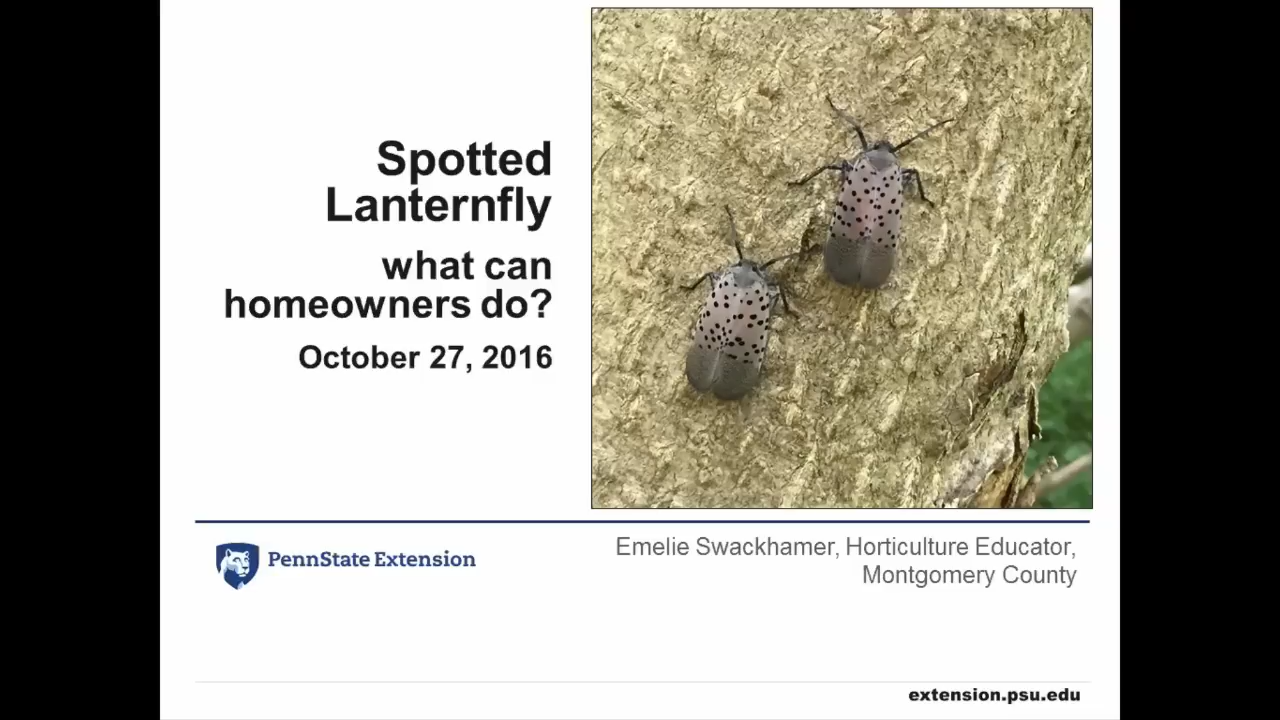 Spotted
Lanternfly
what can
homeowners do?
October 27, 2016
PennState Extension
Emelie Swackhamer, Horticulture Educator,
Montgomery County
extension.psu.edu